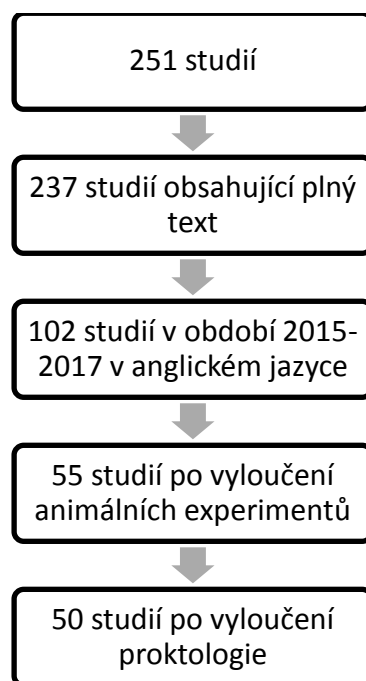 251 studií
237 studií obsahující plný
text
102 studií v období 2015-
2017 v anglickém jazyce
55 studií po vyloučení
animálních experimentů
50 studií po vyloučení
proktologie